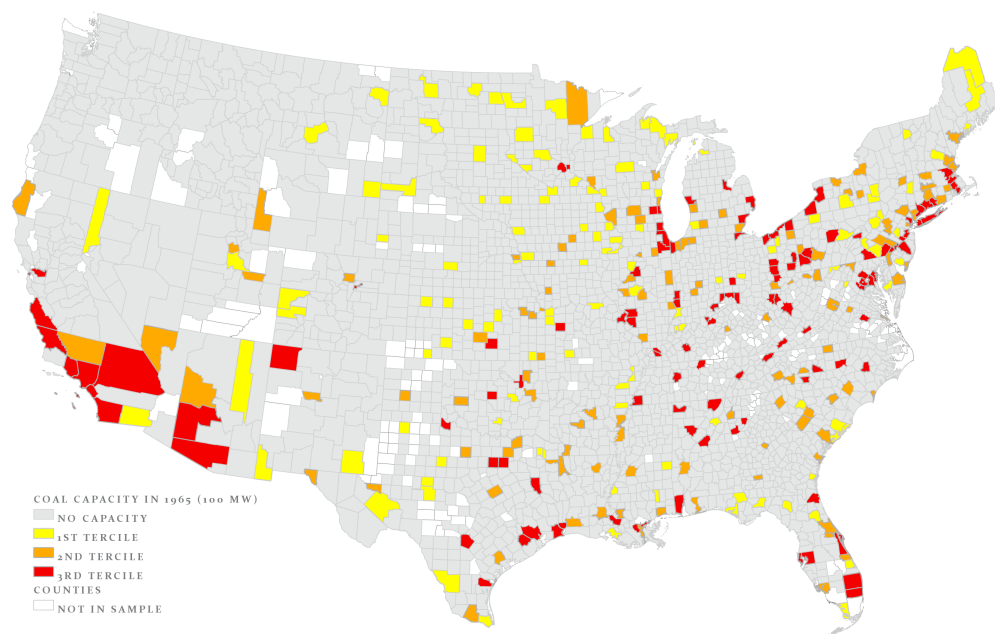 COAL CAPACITY IN 1965 (100 MW)
NO CAPACITY
1ST TERCILE
2ND TERCILE
3RD TERCILE
COUNTIES
NOT IN SAMPLE